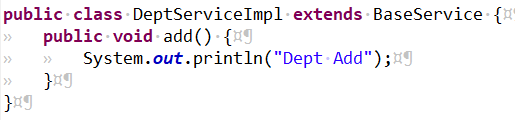 public class DeptServiceImpl extends BaseService {
public void add() {
System.out.println("Dept Add");
}
}